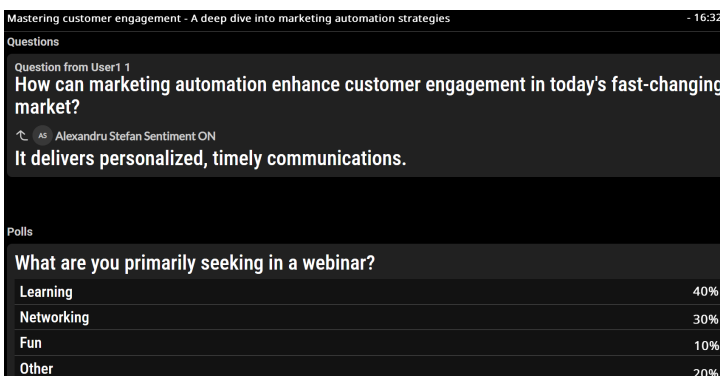 Mastering customer engagement - A deep dive into marketing automation strategies - 16:32
Questions
Question from User1 1
How can marketing automation enhance customer engagement in today's fast-changing
market?
AS Alexandru Stefan Sentiment ON
It delivers personalized, timely communications.
Polls
What are you primarily seeking in a webinar?
Learning 40%
Networking 30%
Fun 10%
Other 20%